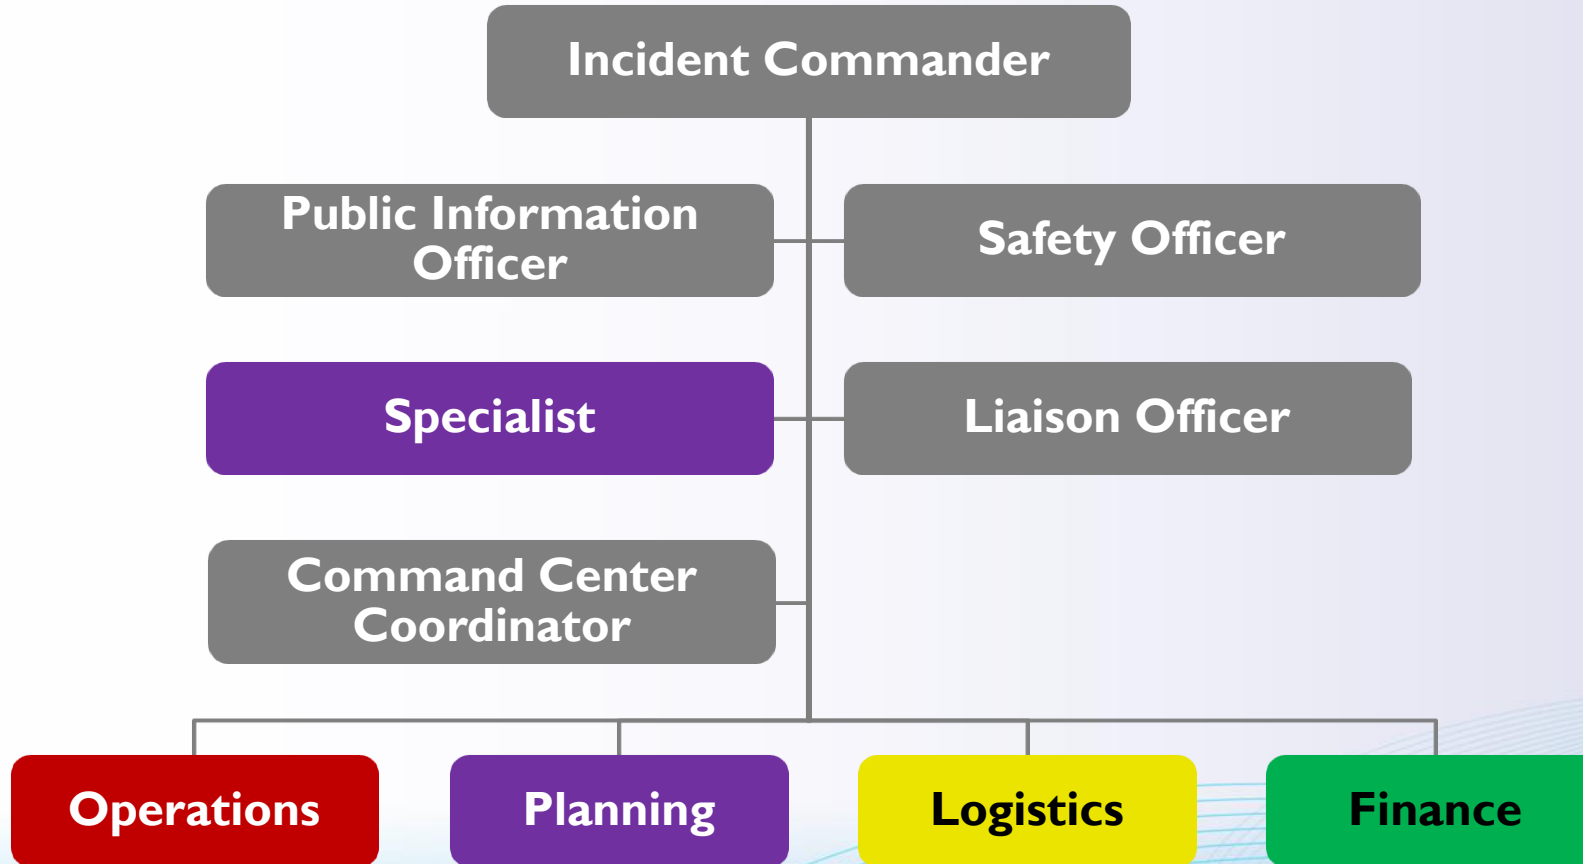 Incident Commander
Public Information
Officer
Safety Officer
Specialist
Liaison Officer
Command Center
Coordinator
Operations
Planning
Logistics
Finance